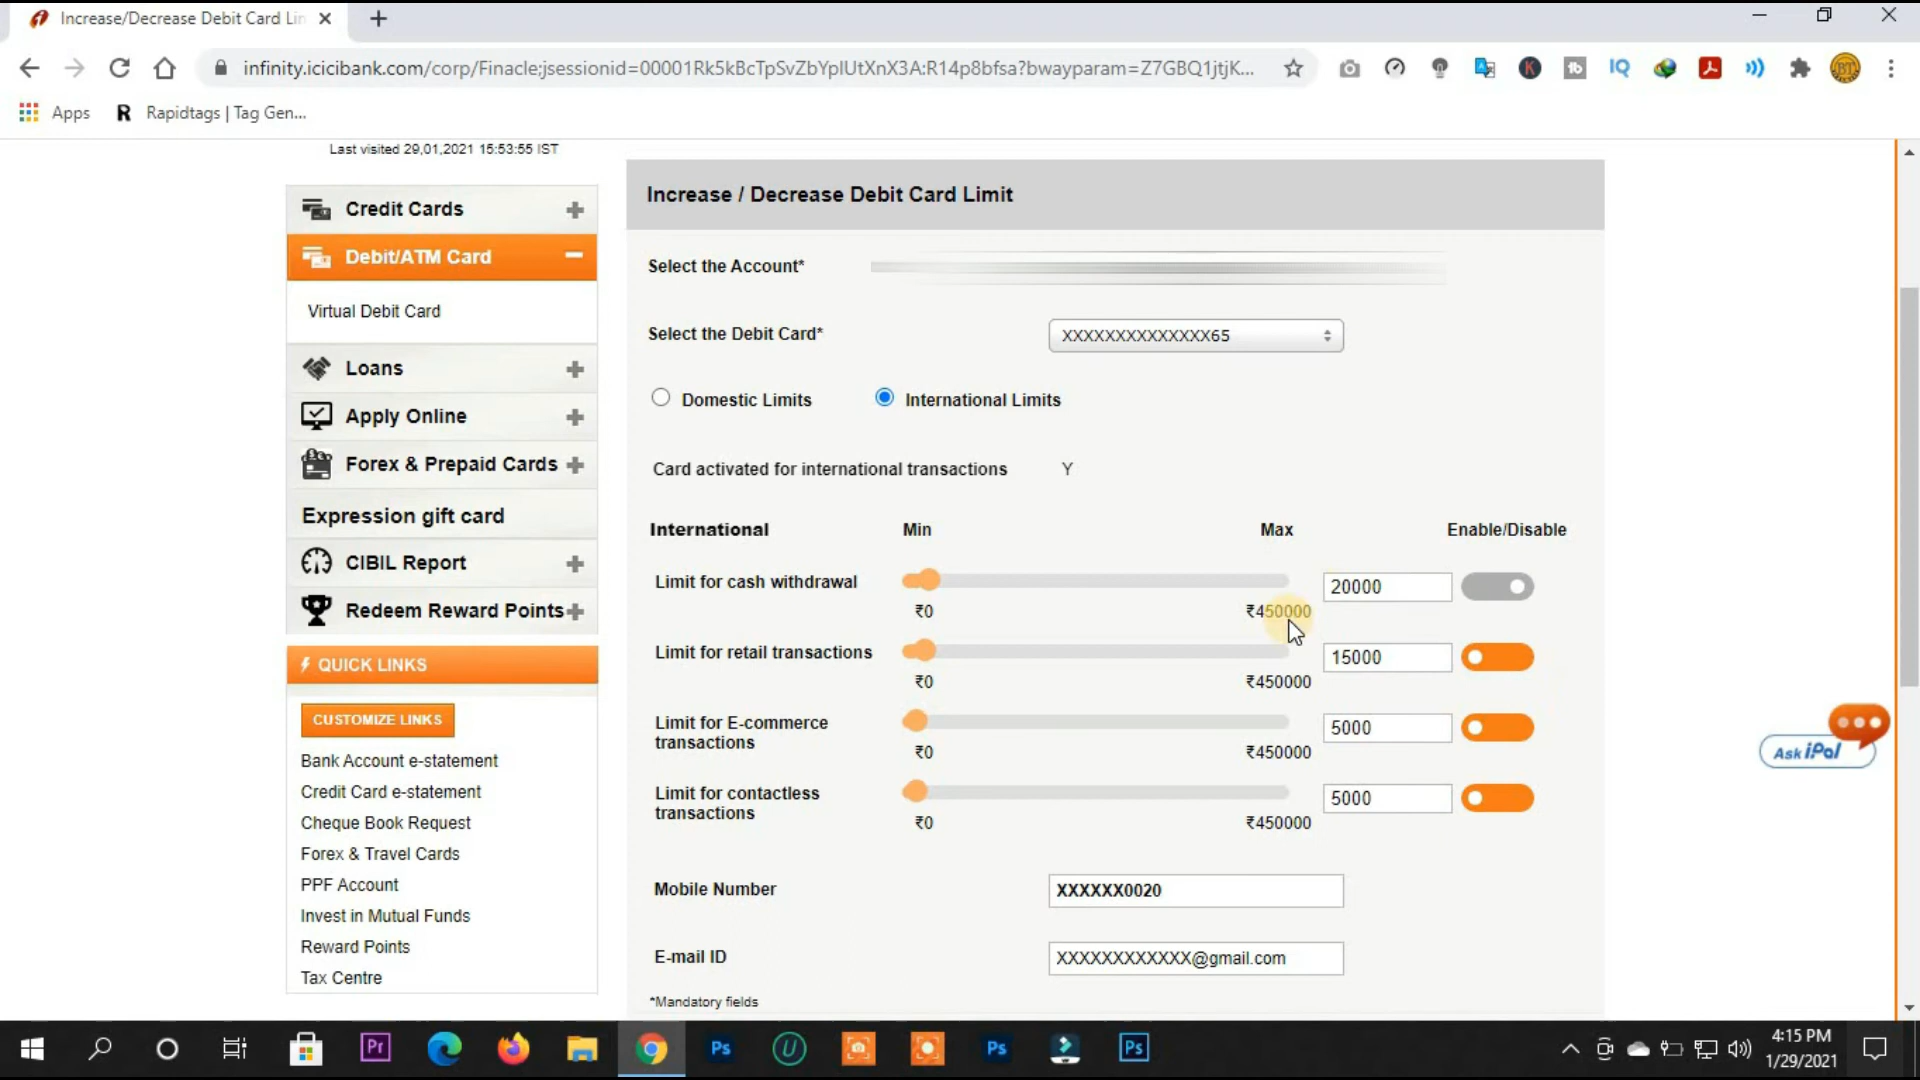 Increase/Decrease Debit Card Lin
infinity.icicibank.com/corp/Finacle;jsessionid=00001Rk5kBcTpSvZbYpIUtXnX3A:R14p8bfsa?bwayparam=Z7GBQ1jtjK...
Apps
R Rapidtags | Tag Gen...
Last visited 29,01,2021 15:53:55 IST
Credit Cards
Debit/ATM Card
Virtual Debit Card
Loans
Apply Online
Forex & Prepaid Cards
Expression gift card
CIBIL Report
Redeem Reward Points
QUICK LINKS
CUSTOMIZE LINKS
Bank Account e-statement
Credit Card e-statement
Cheque Book Request
Forex & Travel Cards
PPF Account
Invest in Mutual Funds
Reward Points
Tax Centre
Increase / Decrease Debit Card Limit
Select the Account*
Select the Debit Card* XXXXXXXXXXXXXX65
Domestic Limits International Limits
Card activated for international transactions Y
International Min Max Enable/Disable
Limit for cash withdrawal 20000
₹0 ₹450000
Limit for retail transactions 15000
₹0 ₹450000
Limit for E-commerce transactions 5000
₹0 ₹450000
Limit for contactless transactions 5000
₹0 ₹450000
Mobile Number XXXXXX0020
E-mail ID XXXXXXXXXXXX@gmail.com
*Mandatory fields
Ask iPal
4:15 PM
1/29/2021